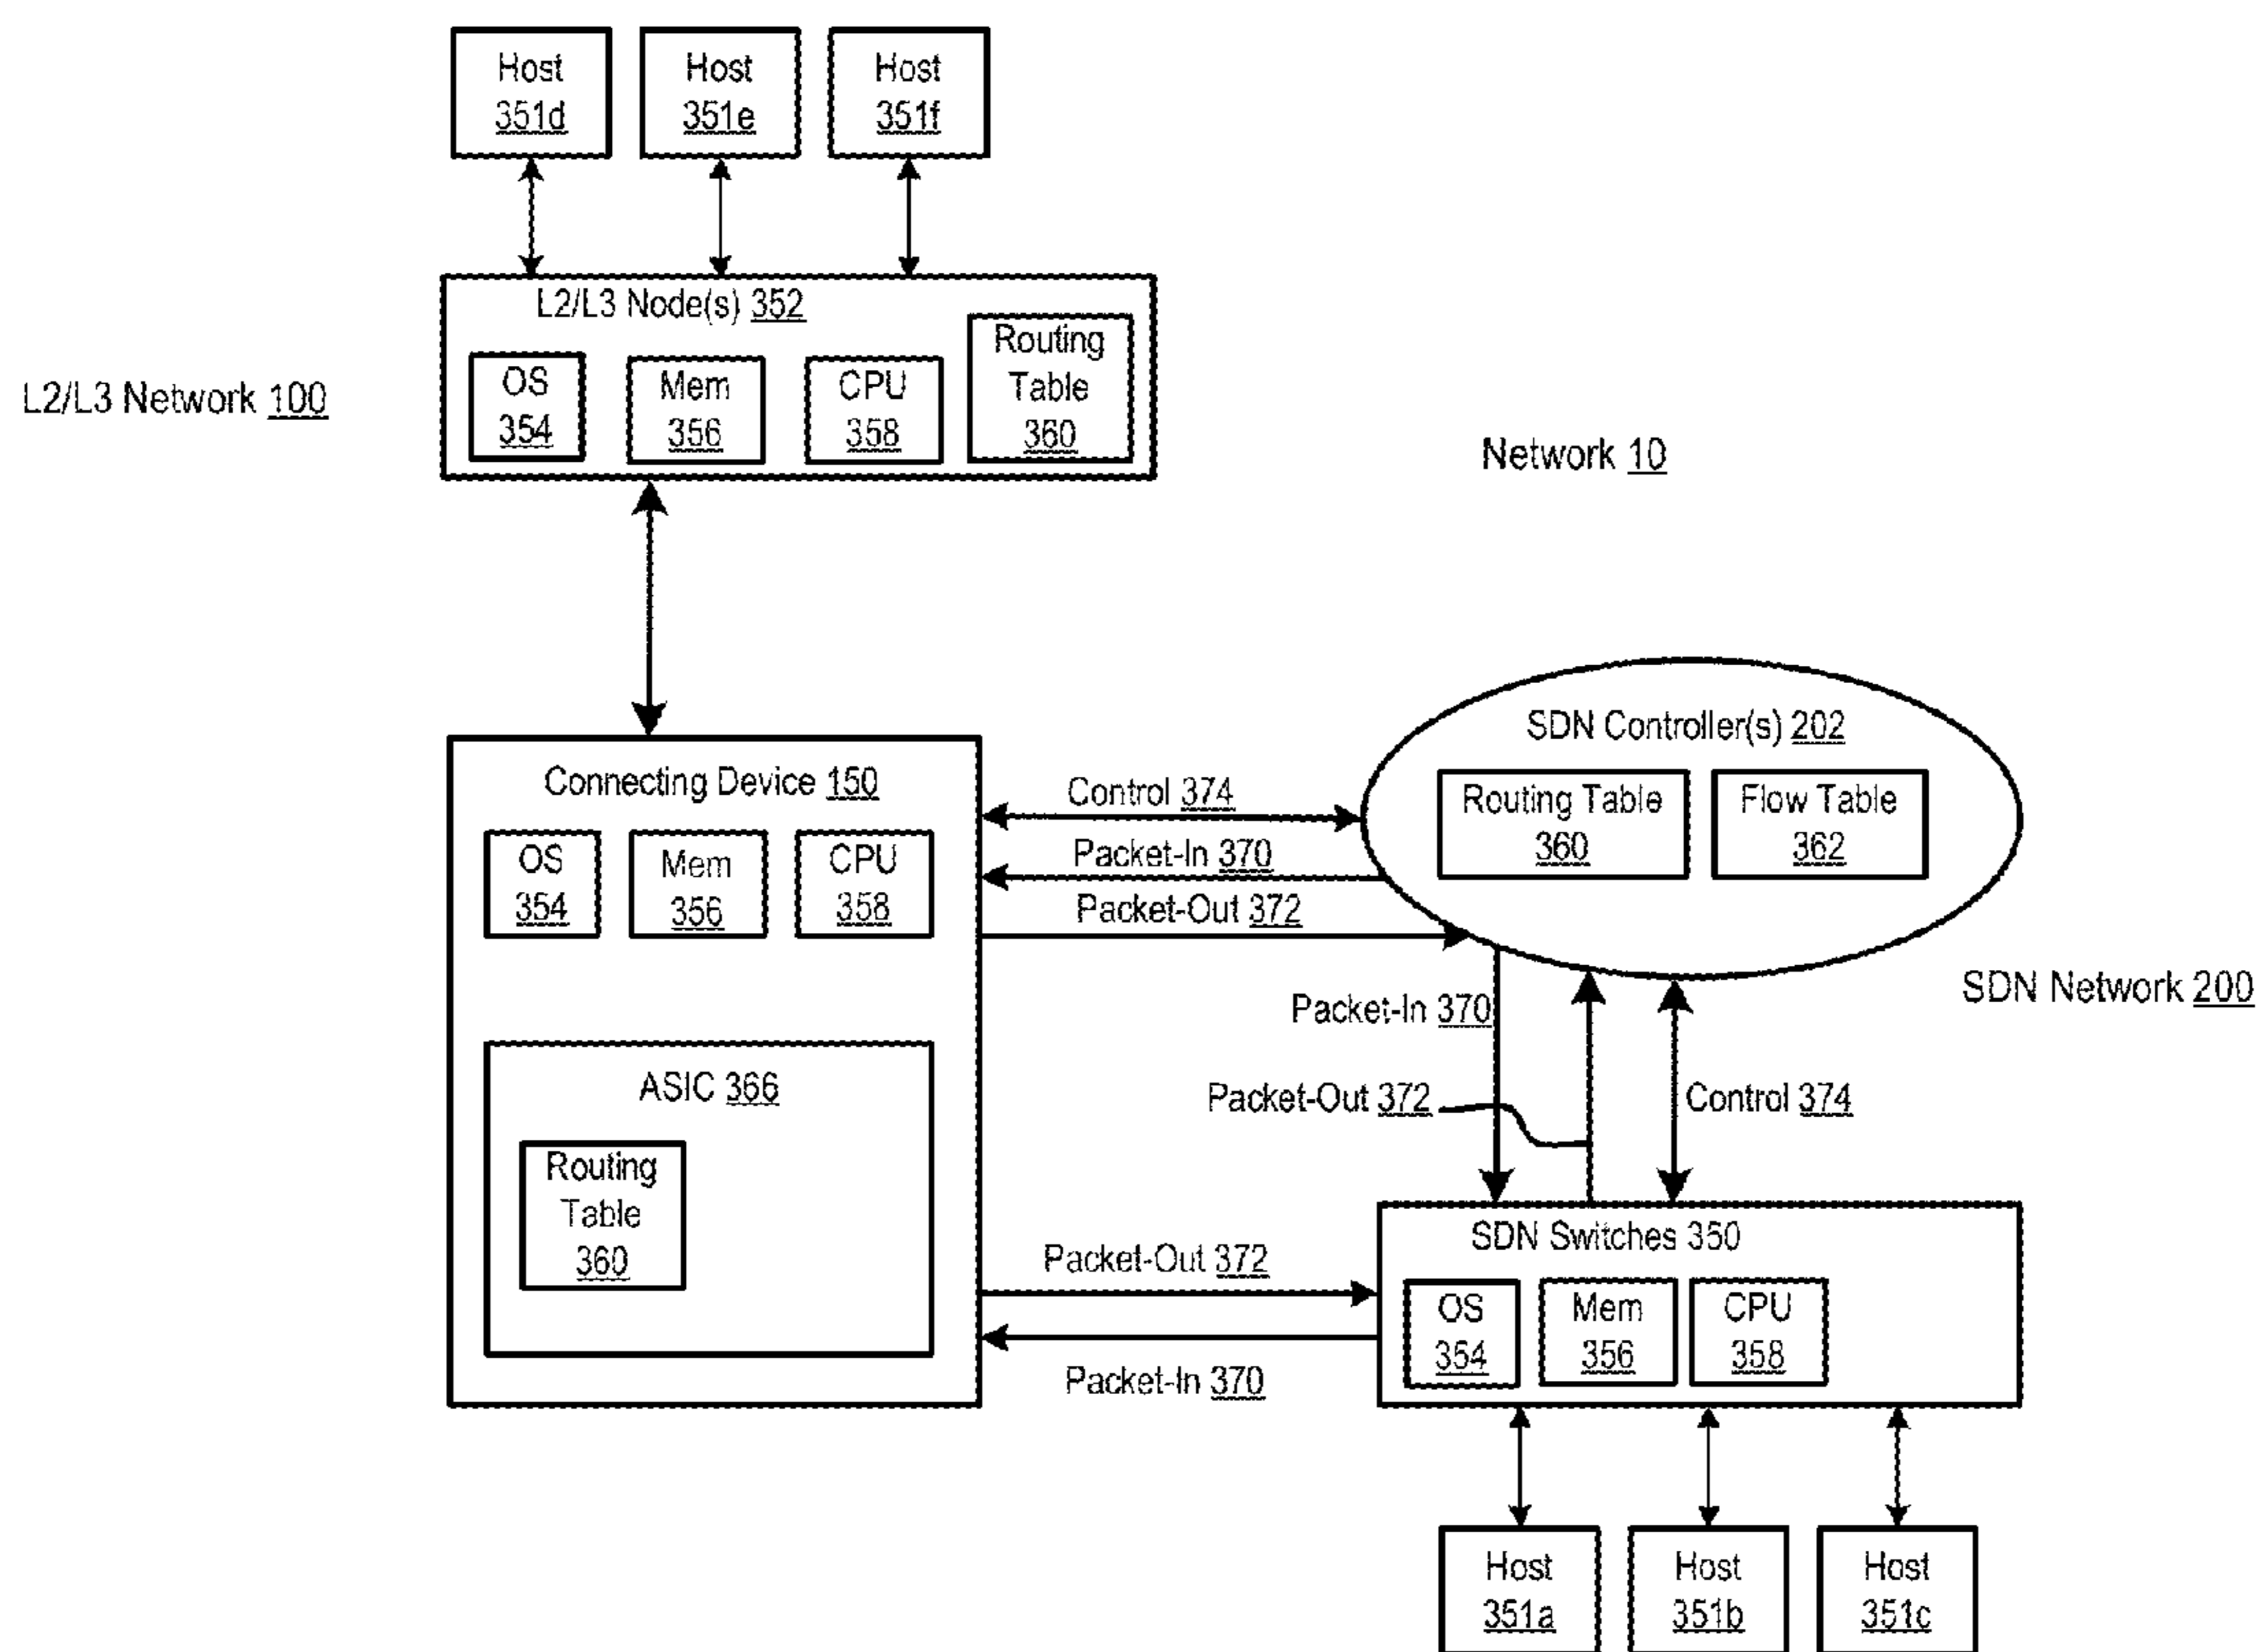 Host
351d
Host
351e
Host
351f
L2/L3 Node(s) 352
OS
354
Mem
356
CPU
358
Routing
Table
360
L2/L3 Network 100
Network 10
Connecting Device 150
OS
354
Mem
356
CPU
358
ASIC 366
Routing
Table
360
Control 374
Packet-In 370
Packet-Out 372
SDN Controller(s) 202
Routing Table
360
Flow Table
362
SDN Network 200
Packet-In 370
Packet-Out 372
Control 374
Packet-Out 372
Packet-In 370
SDN Switches 350
OS
354
Mem
356
CPU
358
Host
351a
Host
351b
Host
351c